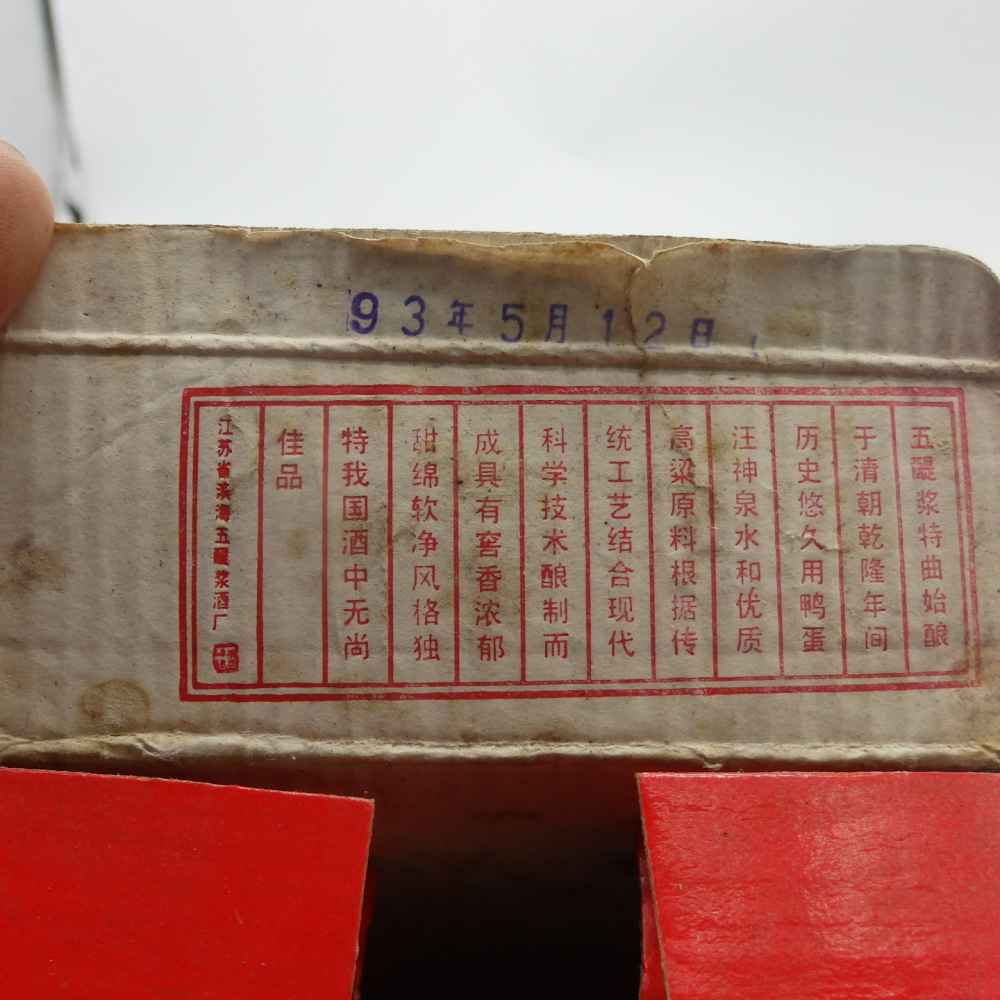 93年5月12日
五醍浆特曲始酿
于清朝乾隆年间
历史悠久用鸭蛋
汪神泉水和优质
高粱原料根据传
统工艺结合现代
科学技术酿制而
成具有窖香浓郁
甜绵软净风格独
特我国酒中无尚
佳品
江苏省滨海五醍浆酒厂